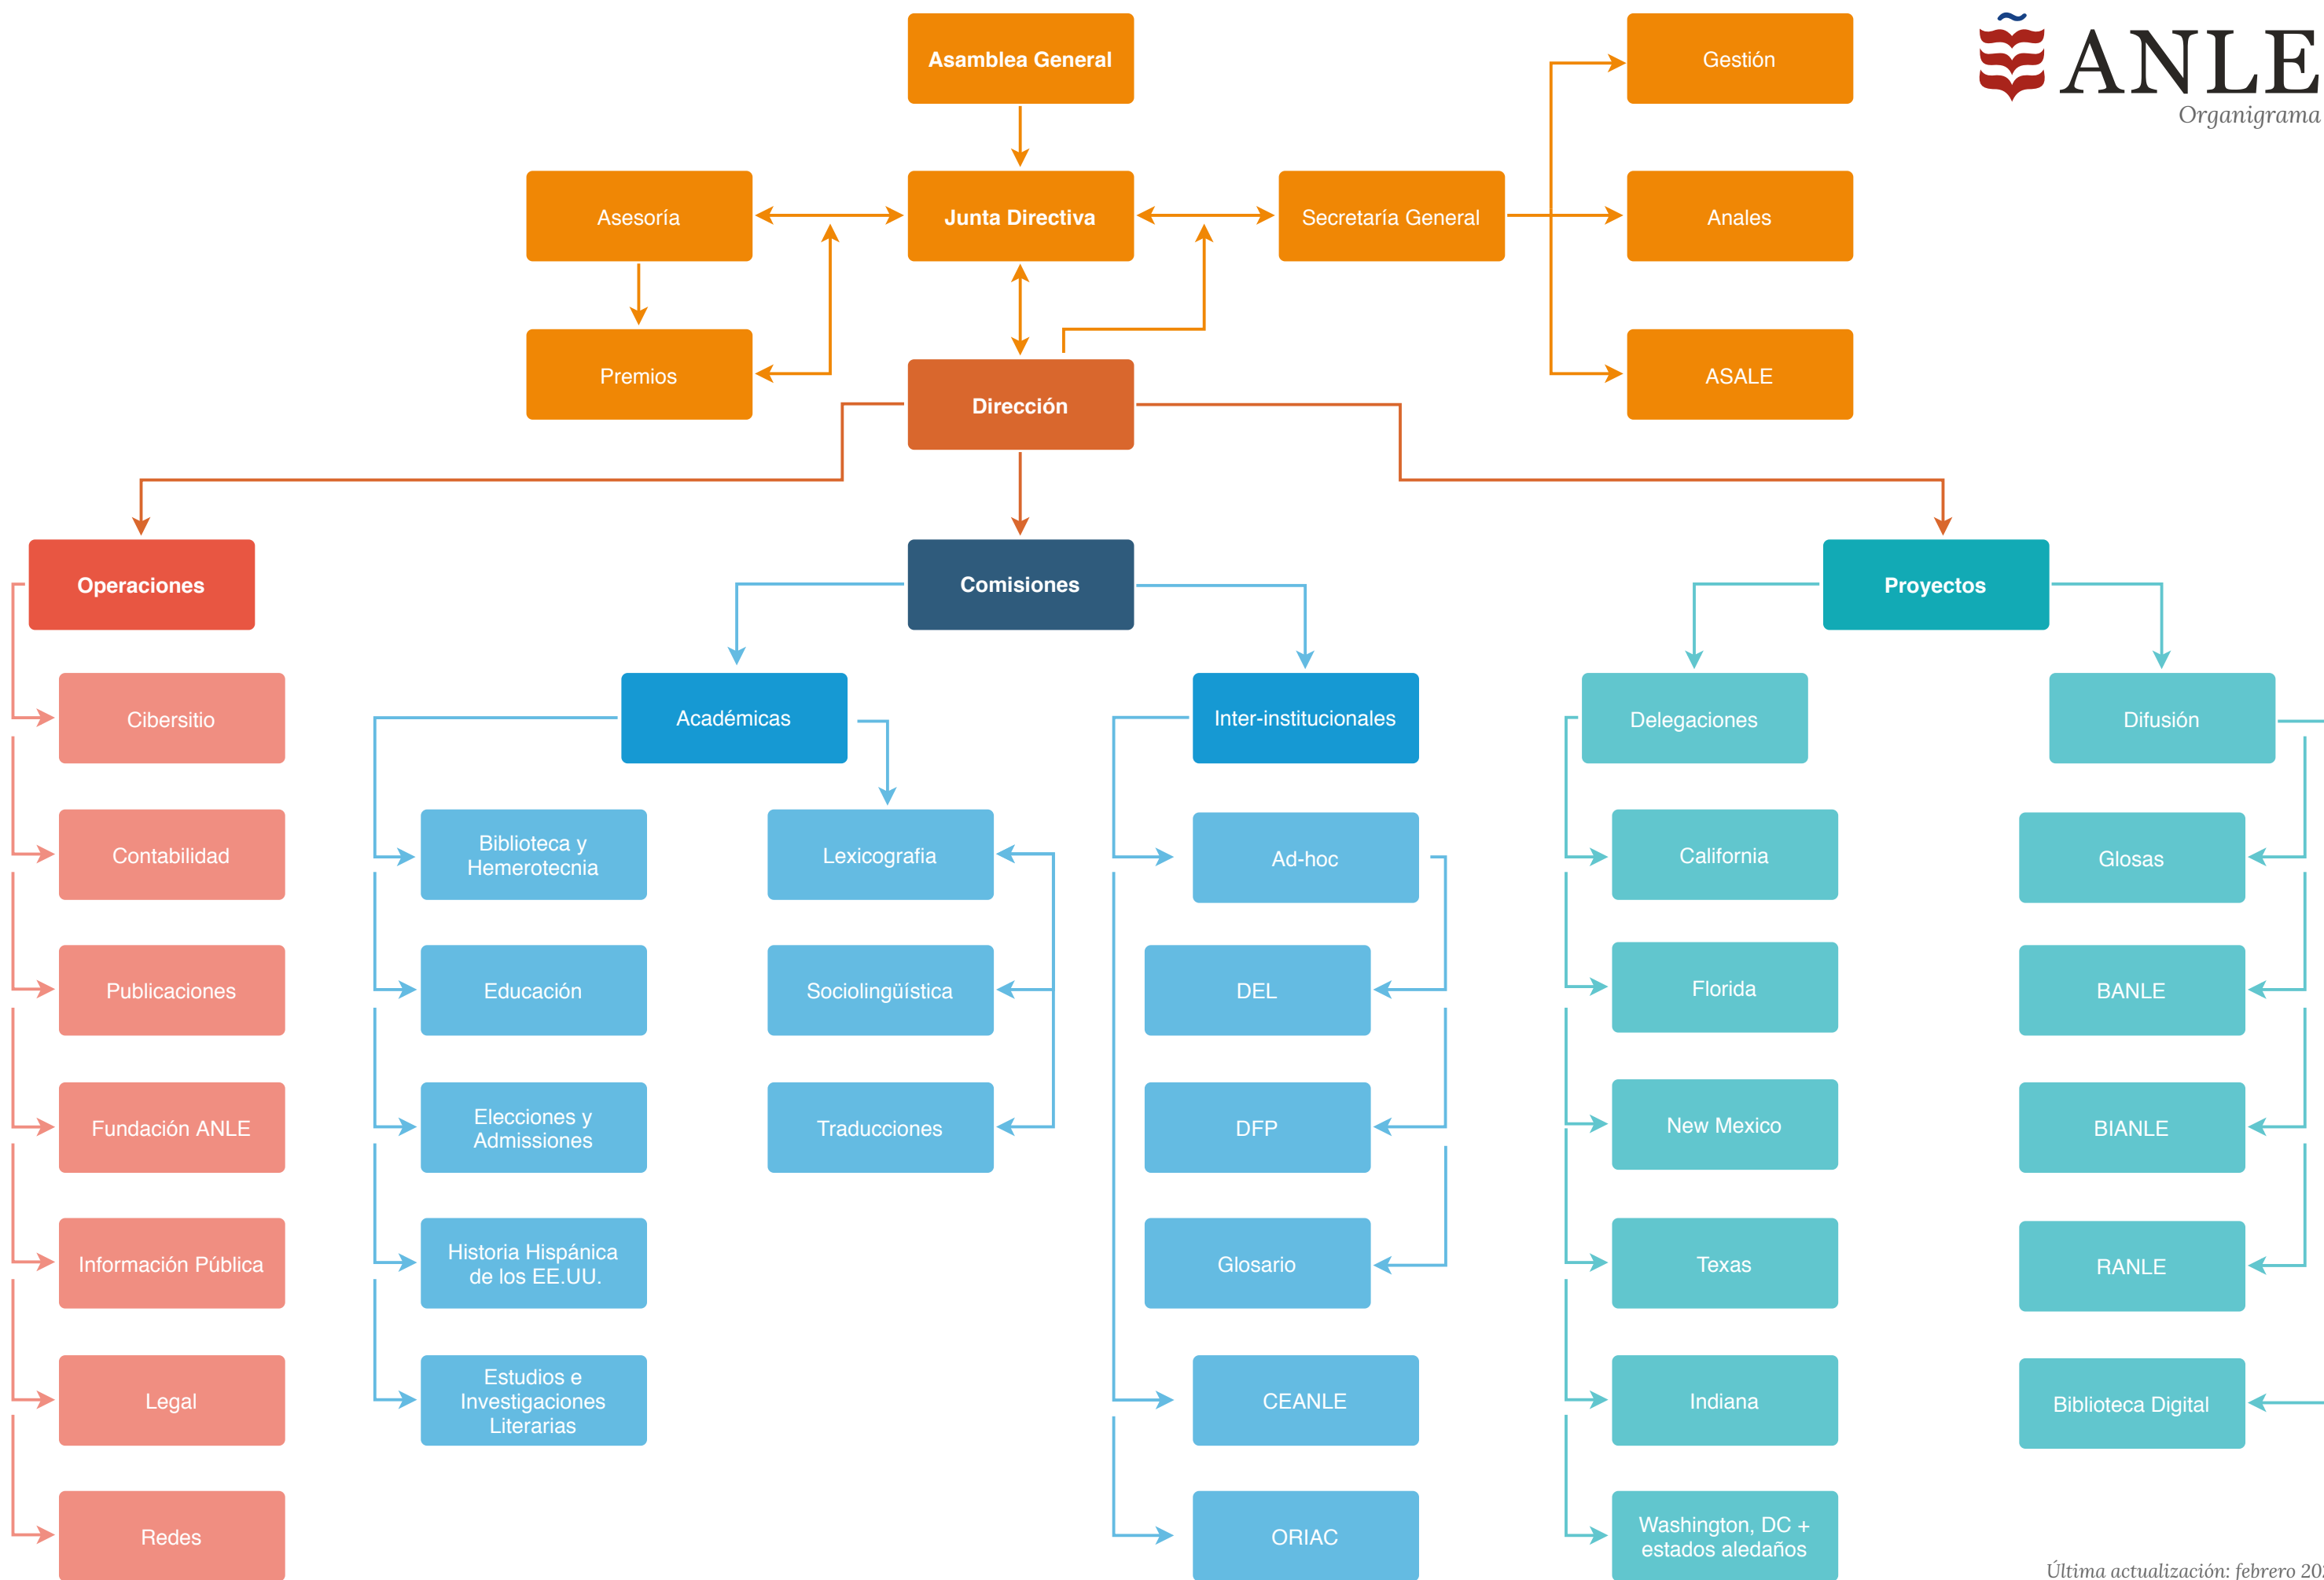 Asamblea General
Gestión
ANLE
Organigrama
Asesoría
Junta Directiva
Secretaría General
Anales
Premios
Dirección
ASALE
Operaciones
Comisiones
Proyectos
Cibersitio
Académicas
Inter-institucionales
Delegaciones
Difusión
Contabilidad
Biblioteca y
Hemerotecnia
Lexicografia
Ad-hoc
California
Glosas
Publicaciones
Educación
Sociolingüística
DEL
Florida
BANLE
Fundación ANLE
Elecciones y
Admissiones
Traducciones
DFP
New Mexico
BIANLE
Información Pública
Historia Hispánica
de los EE.UU.
Glosario
Texas
RANLE
Legal
Estudios e
Investigaciones
Literarias
CEANLE
Indiana
Biblioteca Digital
Redes
ORIAC
Washington, DC +
estados aledaños
Última actualización: febrero